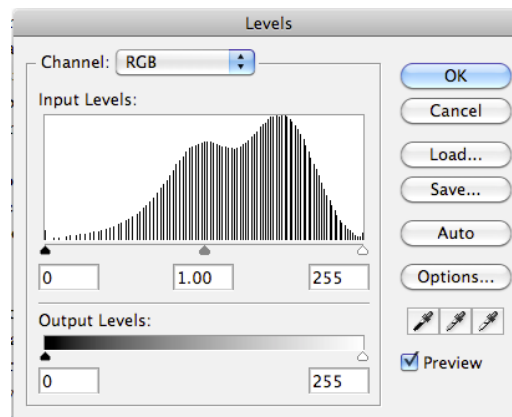 Levels
Channel: RGB
OK
Input Levels:
Cancel
Load...
Save...
Auto
0 1.00 255
Options...
Output Levels:
Preview
0 255